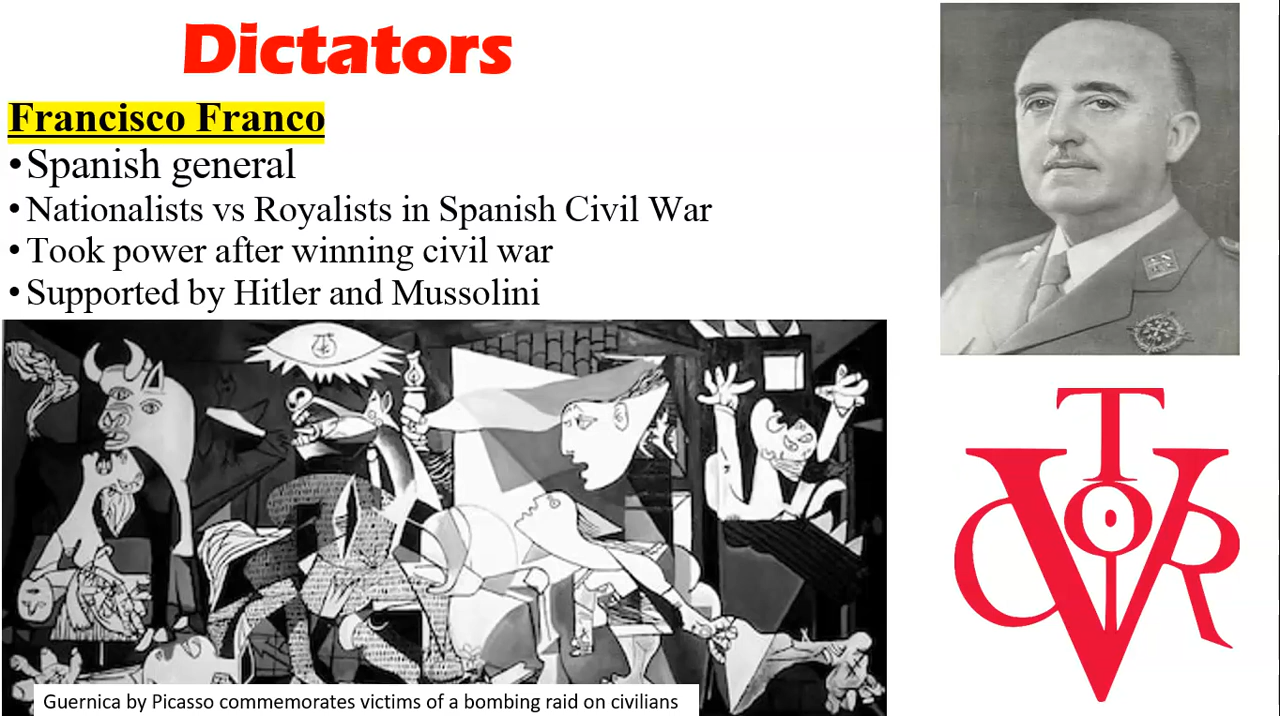 Dictators
Francisco Franco
•Spanish general
•Nationalists vs Royalists in Spanish Civil War
•Took power after winning civil war
•Supported by Hitler and Mussolini
Guernica by Picasso commemorates victims of a bombing raid on civilians
VICTOR